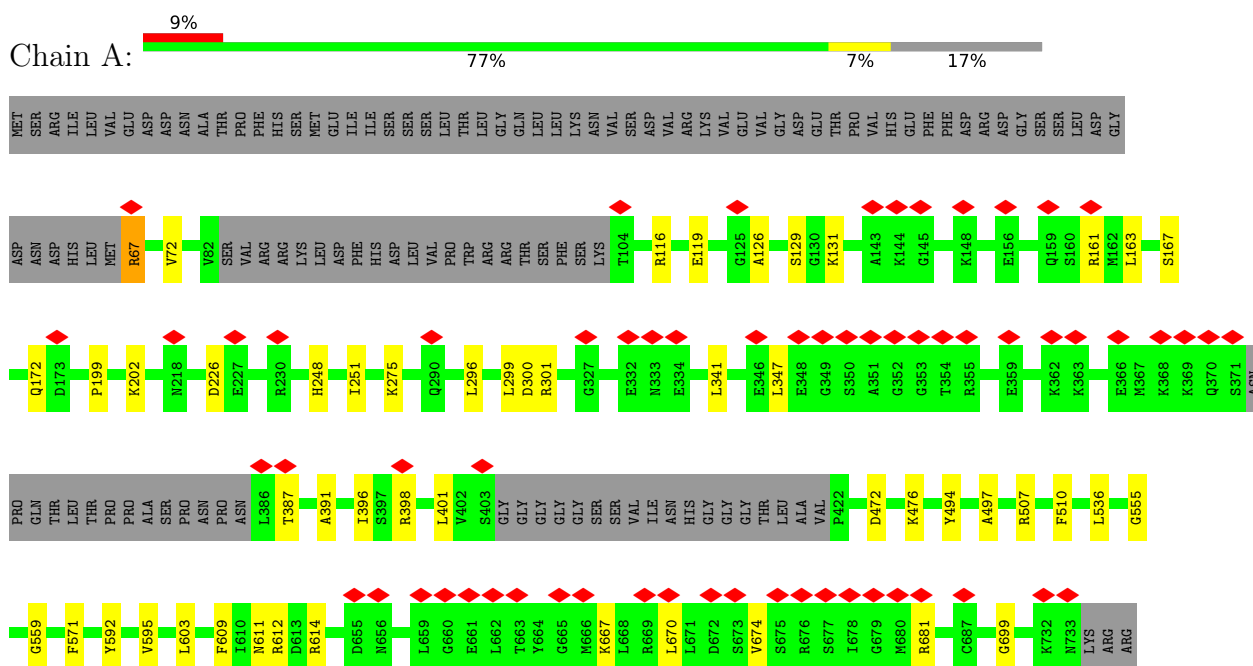 9%
Chain A:
77% 7% 17%
MET SER ARG ILE LEU VAL GLU ASP ASP ASN ALA THR PRO PHE HIS SER MET GLU ILE ILE SER SER SER LEU THR LEU GLY GLN LEU LEU LYS ASN VAL SER ASP VAL ARG LYS VAL GLU VAL GLY ASP GLU THR PRO VAL HIS GLU PHE PHE ASP ARG ASP GLY SER SER LEU ASP GLY
ASP ASN ASP HIS LEU MET R67 V72 V82 SER VAL ARG ARG LYS LEU ASP PHE HIS ASP LEU VAL PRO TRP ARG ARG THR SER PHE SER LYS T104 R116 E119 G125 A126 S129 G130 K131 A143 K144 G145 K148 E156 Q159 S160 R161 M162 L163 S167
Q172 D173 P199 K202 N218 D226 E227 R230 H248 I251 K275 Q290 L296 L299 D300 R301 G327 E332 N333 E334 L341 E346 L347 E348 G349 S350 A351 G352 G353 T354 R355 E359 K362 K363 E366 M367 K368 K369 Q370 S371 ASN
PRO GLN THR LEU THR PRO PRO ALA SER PRO ASN PRO ASN L386 T387 A391 I396 S397 R398 L401 V402 S403 GLY GLY GLY GLY GLY SER SER VAL ILE ASN HIS GLY GLY GLY THR LEU ALA VAL P422 D472 K476 Y494 A497 R507 F510 L536 G555
G559 F571 Y592 V595 L603 F609 I610 N611 R612 D613 R614 D655 N656 L659 G660 E661 L662 T663 Y664 G665 M666 K667 L668 R669 L670 L671 D672 S673 V674 S675 R676 S677 I678 G679 M680 R681 C687 G699 K732 N733 LYS ARG ARG